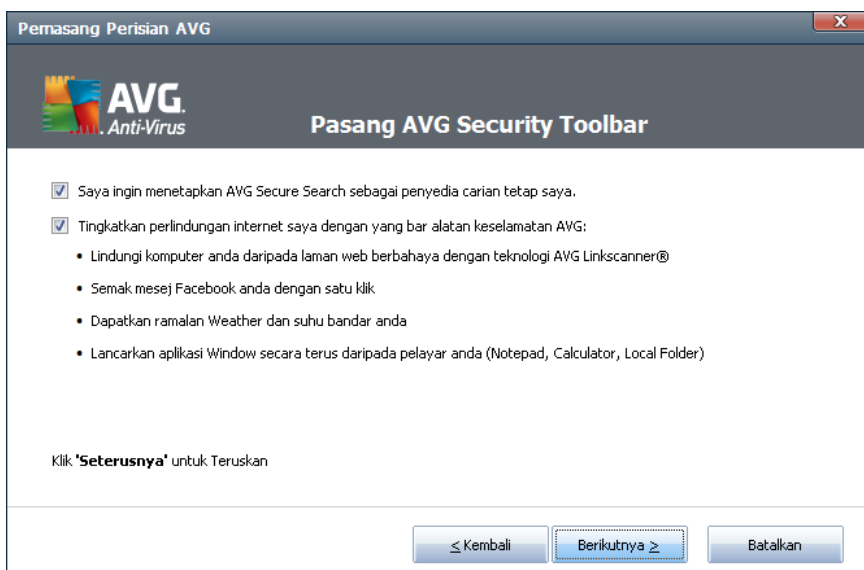 Pemasang Perisian AVG
AVG.
Anti-Virus
Pasang AVG Security Toolbar
Saya ingin menetapkan AVG Secure Search sebagai penyedia carian tetap saya.
Tingkatkan perlindungan internet saya dengan yang bar alatan keselamatan AVG:
• Lindungi komputer anda daripada laman web berbahaya dengan teknologi AVG Linkscanner®
• Semak mesej Facebook anda dengan satu klik
• Dapatkan ramalan Weather dan suhu bandar anda
• Lancarkan aplikasi Window secara terus daripada pelayar anda (Notepad, Calculator, Local Folder)
Klik 'Seterusnya' untuk Teruskan
< Kembali
Berikutnya >
Batalkan